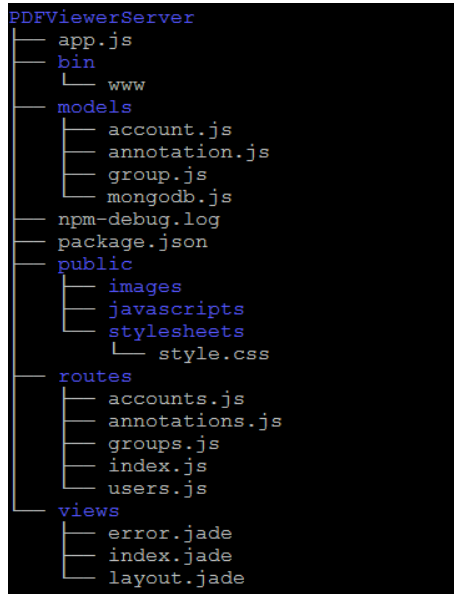 PDFViewerServer
├── app.js
├── bin
│   └── www
├── models
│   ├── account.js
│   ├── annotation.js
│   ├── group.js
│   └── mongodb.js
├── npm-debug.log
├── package.json
├── public
│   ├── images
│   ├── javascripts
│   └── stylesheets
│       └── style.css
├── routes
│   ├── accounts.js
│   ├── annotations.js
│   ├── groups.js
│   ├── index.js
│   └── users.js
└── views
    ├── error.jade
    ├── index.jade
    └── layout.jade